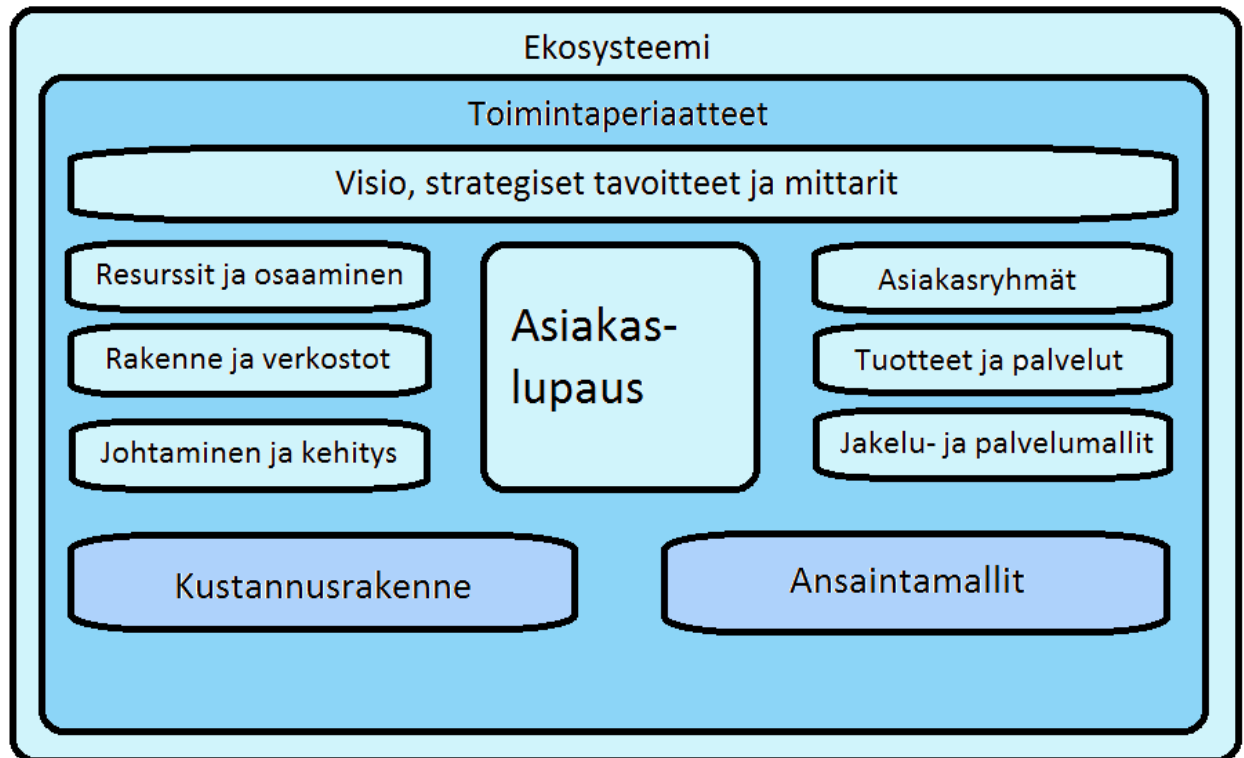 Ekosysteemi
Toimintaperiaatteet
Visio, strategiset tavoitteet ja mittarit
Resurssit ja osaaminen
Rakenne ja verkostot
Johtaminen ja kehitys
Asiakas-
lupaus
Asiakasryhmät
Tuotteet ja palvelut
Jakelu- ja palvelumallit
Kustannusrakenne
Ansaintamallit